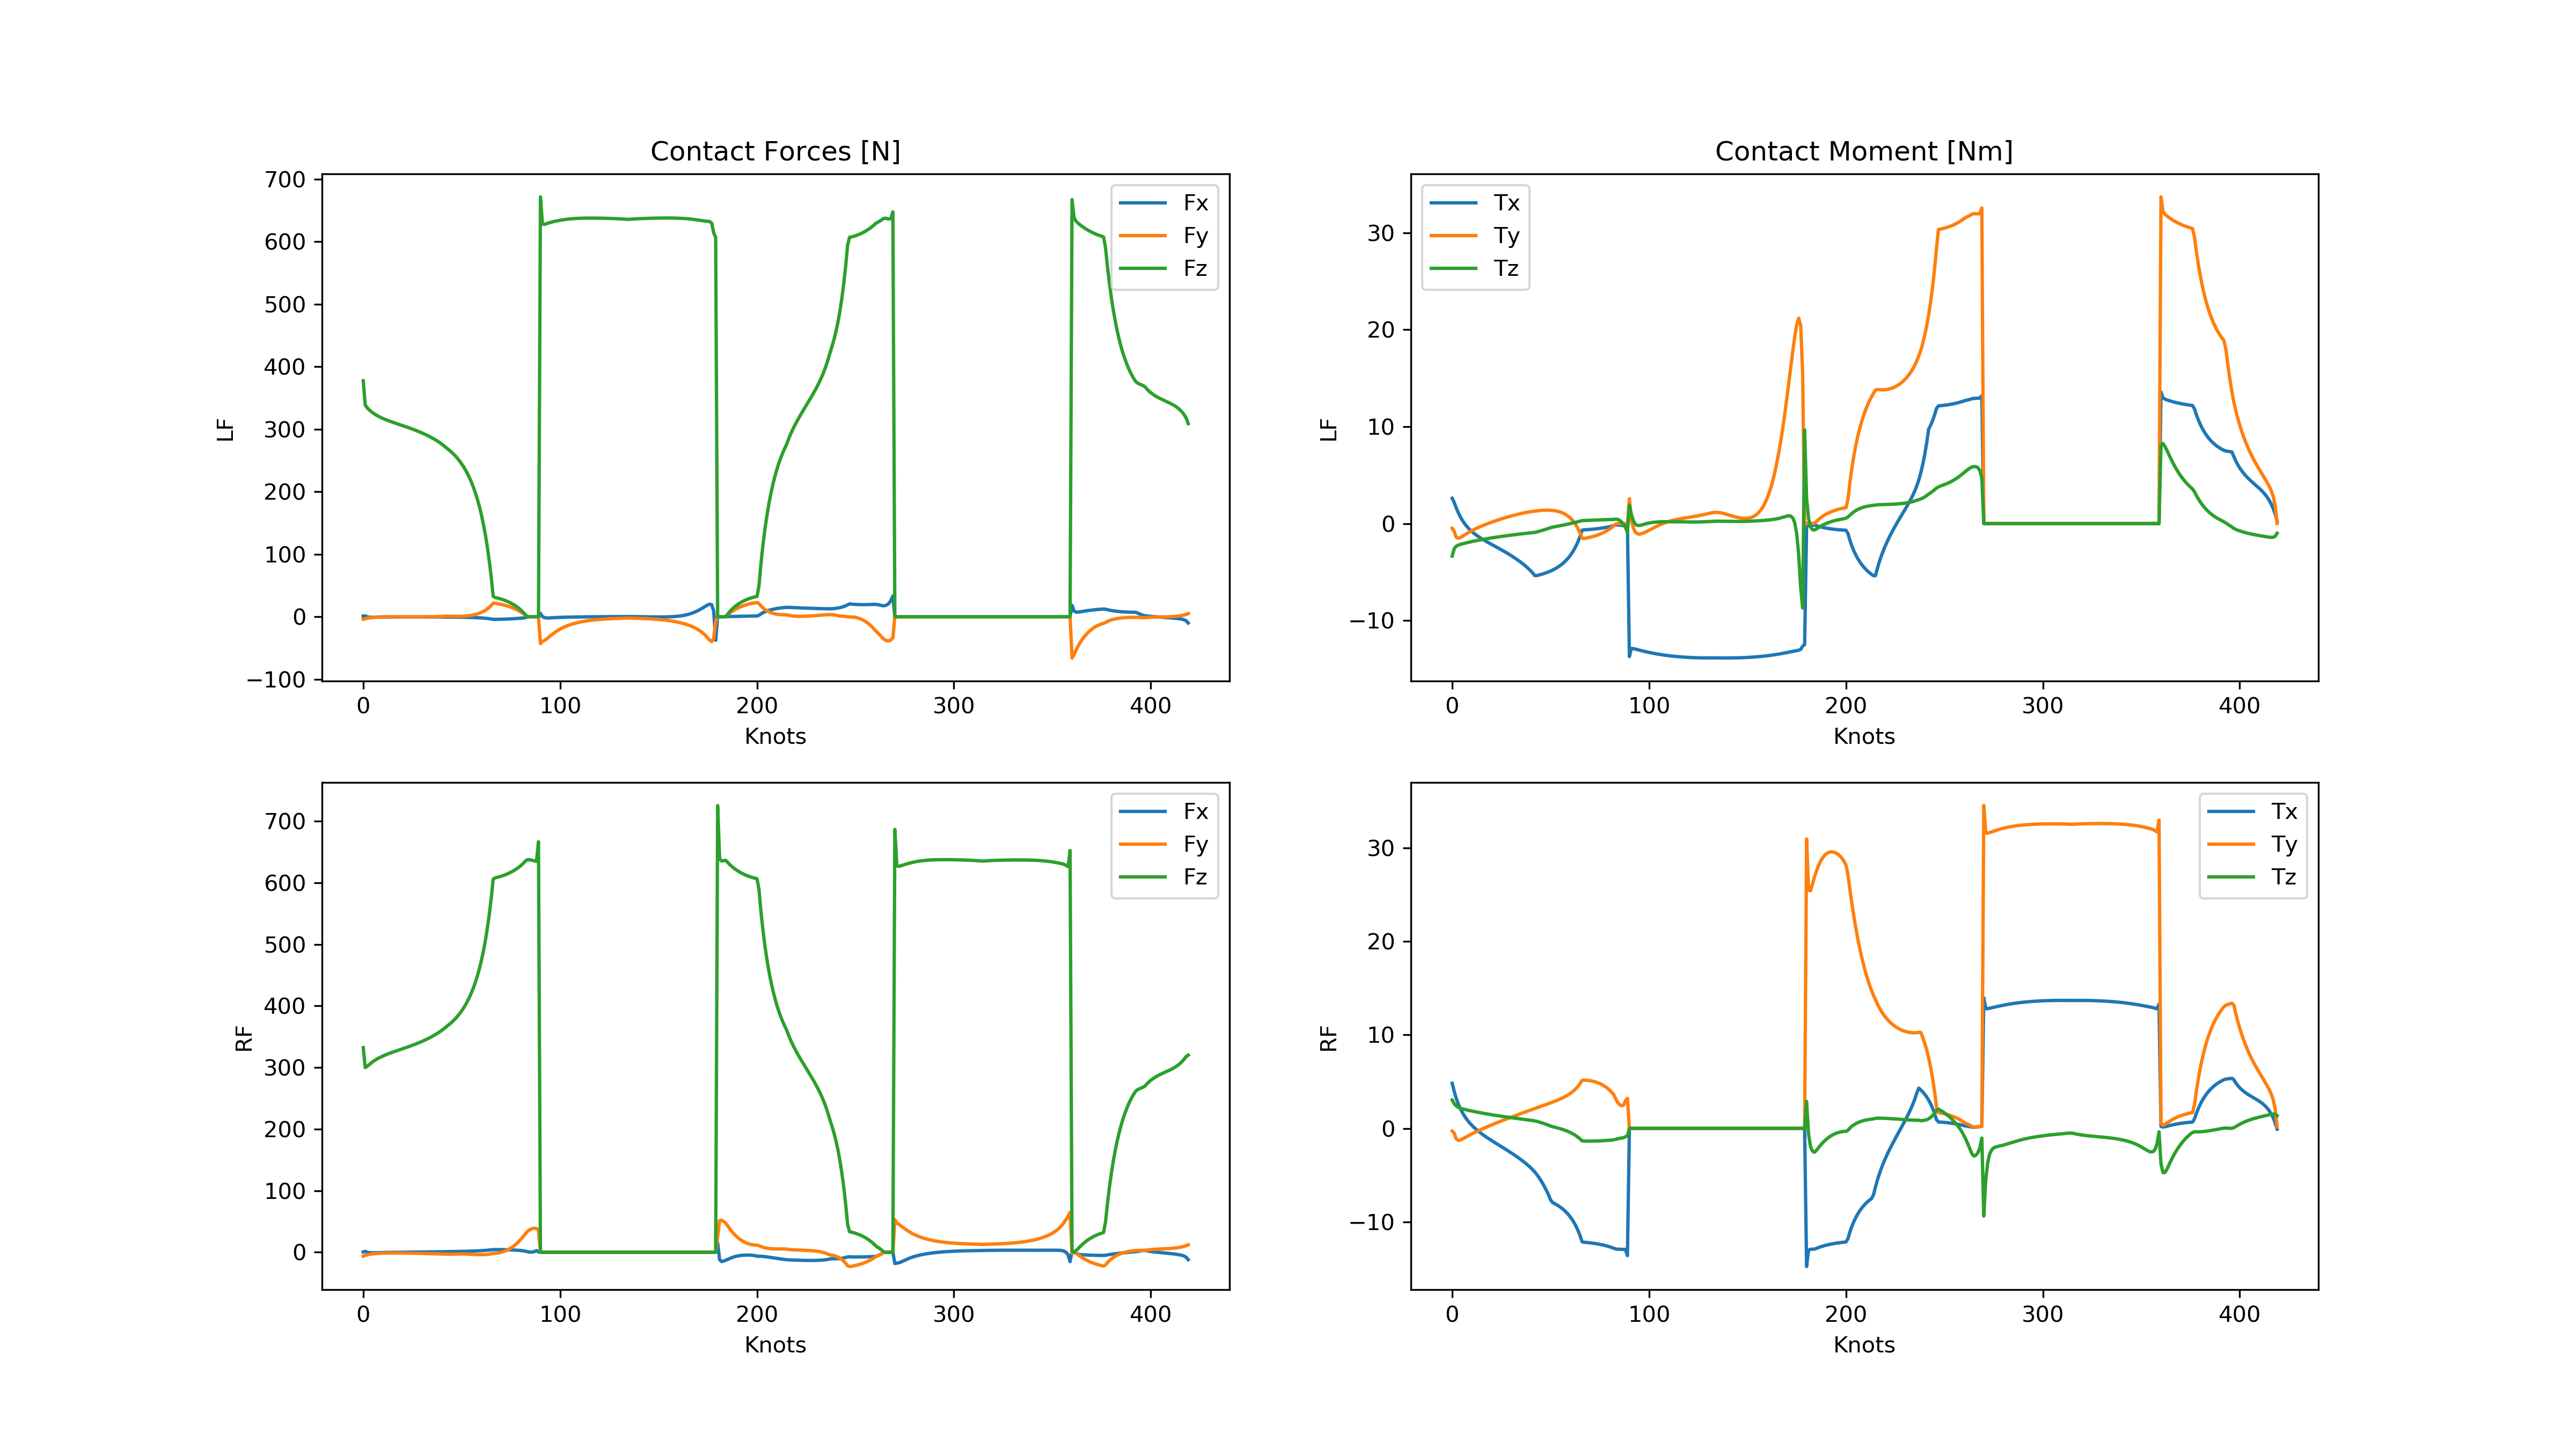 Contact Forces [N]
700
600
500
400
300
200
100
0
−100
LF
Fx
Fy
Fz
0 100 200 300 400
Knots
Contact Moment [Nm]
30
20
10
0
−10
LF
Tx
Ty
Tz
0 100 200 300 400
Knots
700
600
500
400
300
200
100
0
RF
Fx
Fy
Fz
0 100 200 300 400
Knots
30
20
10
0
−10
RF
Tx
Ty
Tz
0 100 200 300 400
Knots